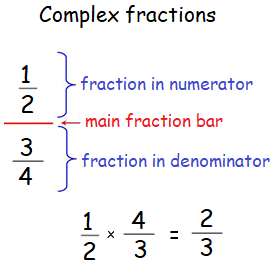 Complex fractions
1
2
fraction in numerator
main fraction bar
3
4
fraction in denominator
1/2 × 4/3 = 2/3